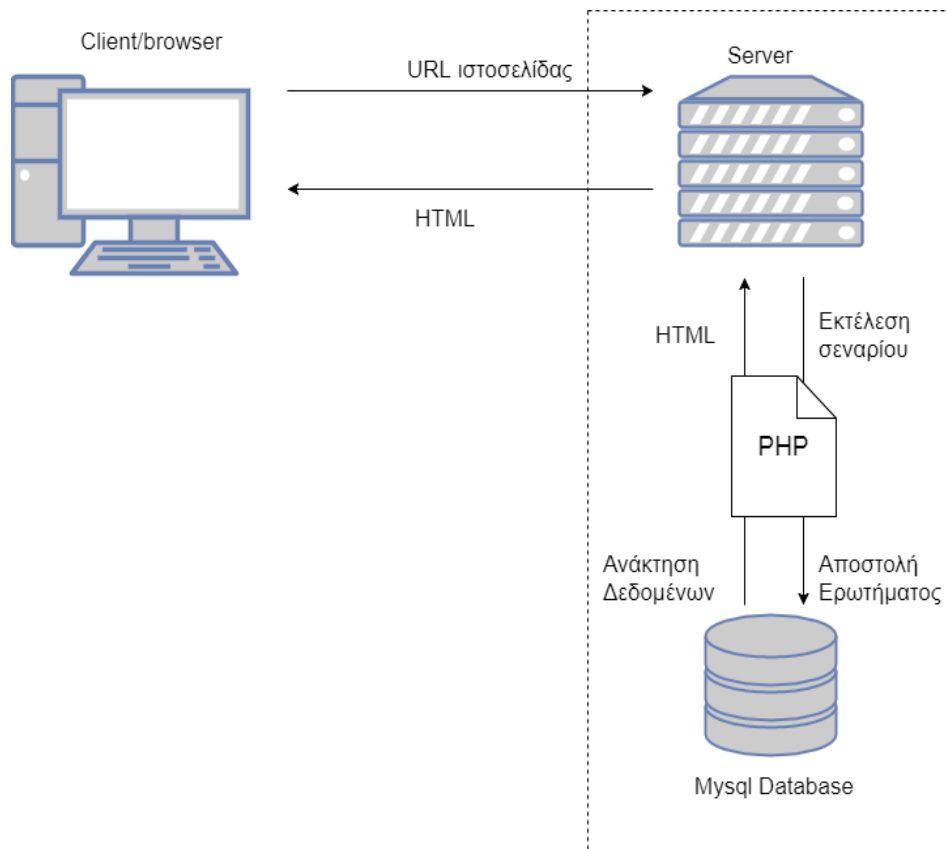 Client/browser
Server
URL ιστοσελίδας
HTML
HTML
Εκτέλεση
σεναρίου
PHP
Ανάκτηση
Δεδομένων
Αποστολή
Ερωτήματος
Mysql Database